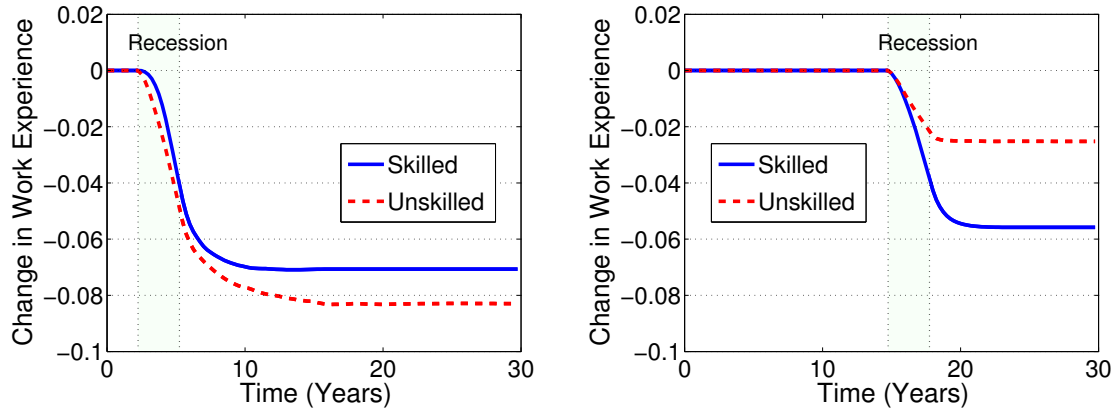 0.02
0
−0.02
−0.04
−0.06
−0.08
−0.1
Change in Work Experience
Recession
Skilled
Unskilled
0
10
20
30
Time (Years)
0.02
0
−0.02
−0.04
−0.06
−0.08
−0.1
Change in Work Experience
Recession
Skilled
Unskilled
0
10
20
30
Time (Years)